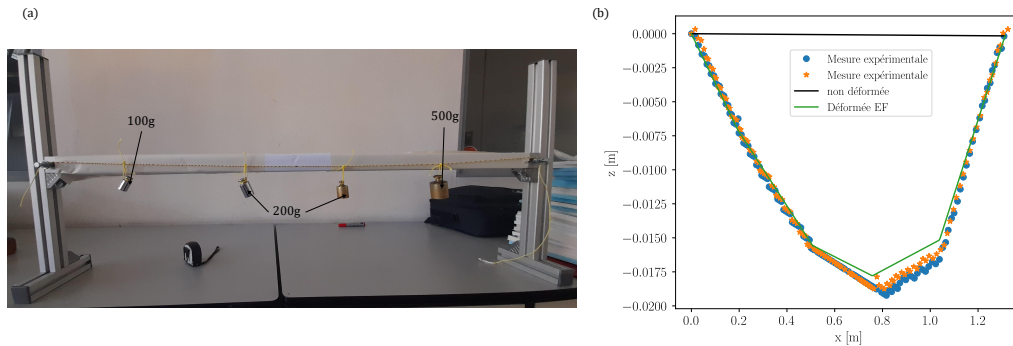 (a)
100g
500g
200g
(b)
0.0000
−0.0025
−0.0050
−0.0075
−0.0100
−0.0125
−0.0150
−0.0175
−0.0200
z [m]
Mesure expérimentale
Mesure expérimentale
non déformée
Déformée EF
0.0
0.2
0.4
0.6
0.8
1.0
1.2
x [m]